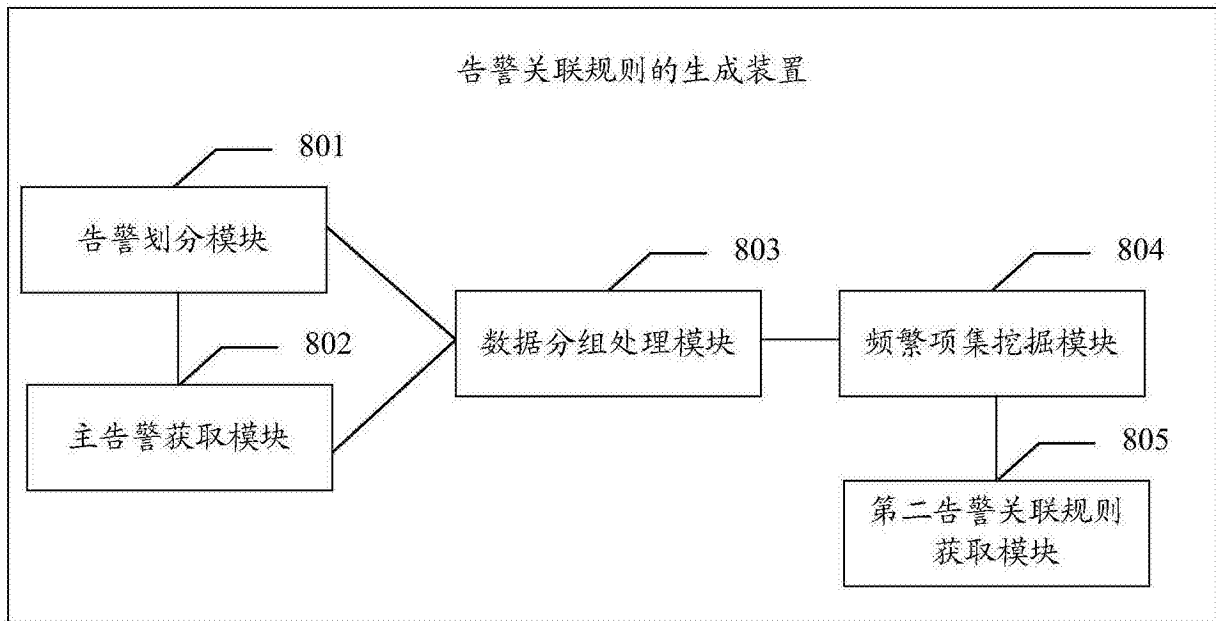 告警关联规则的生成装置
801
告警划分模块
802
主告警获取模块
803
数据分组处理模块
804
频繁项集挖掘模块
805
第二告警关联规则
获取模块